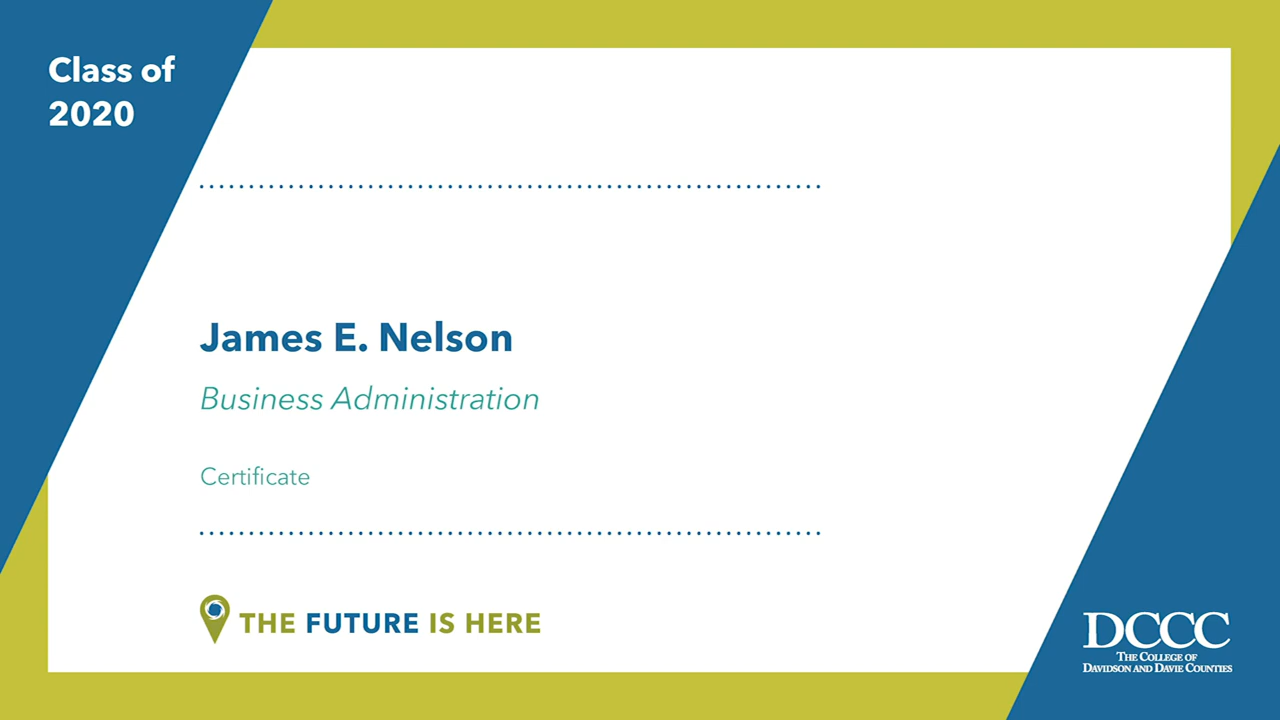 Class of
2020
James E. Nelson
Business Administration
Certificate
THE FUTURE IS HERE
DCCC
THE COLLEGE OF
DAVIDSON AND DAVIE COUNTIES